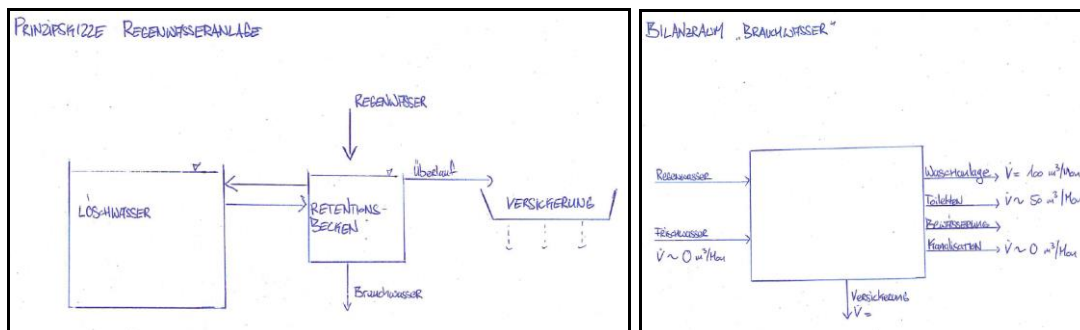 PRINZIPSKIZZE REGENWASSERANLAGE
REGENWASSER
Überlauf
LÖSCHWASSER
RETENTIONS-
BECKEN
VERSICKERUNG
Brauchwasser
BILANZRAUM „BRAUCHWASSER"
Regenwasser
Frischwasser
V̇ ~ 0 m³/Mon
Waschanlage V̇ = 100 m³/Mon
Toiletten V̇ ~ 50 m³/Mon
BEWÄSSERUNG
Kanalisation V̇ ~ 0 m³/Mon
Versickerung
V̇ =